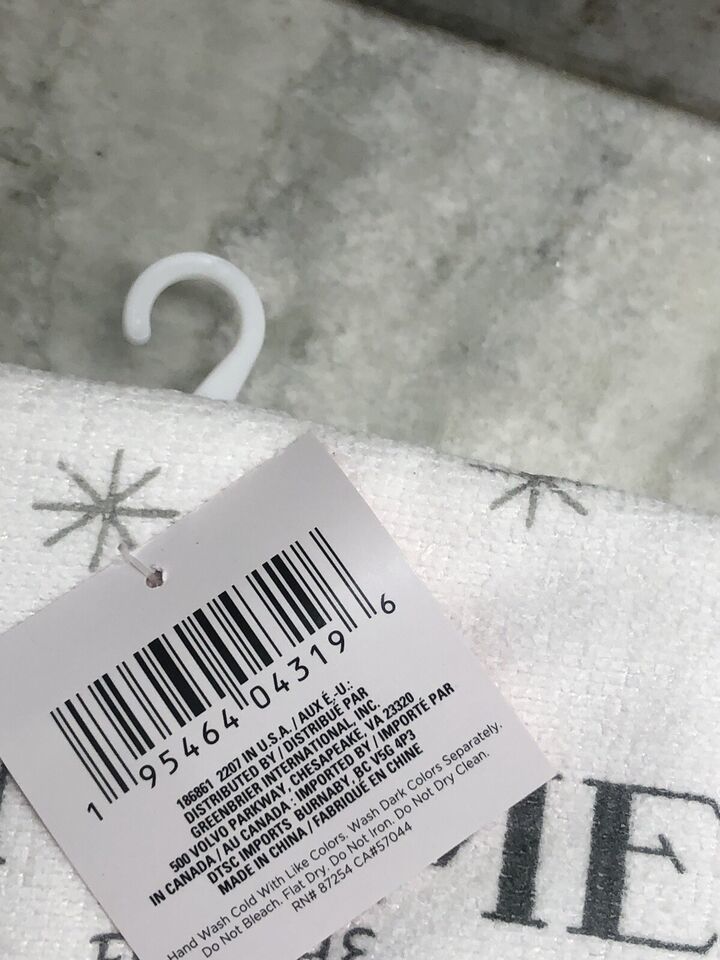 1 95464 04319 6
186861 2207 IN U.S.A. / AUX É.-U.:
DISTRIBUTED BY / DISTRIBUÉ PAR
GREENBRIER INTERNATIONAL, INC.
500 VOLVO PARKWAY, CHESAPEAKE, VA 23320
IN CANADA / AU CANADA : IMPORTED BY / IMPORTÉ PAR
DTSC IMPORTS BURNABY, BC V5G 4P3
MADE IN CHINA / FABRIQUÉ EN CHINE
Hand Wash Cold With Like Colors. Wash Dark Colors Separately.
Do Not Bleach. Flat Dry. Do Not Iron. Do Not Dry Clean.
RN# 87254 CA#57044
ME